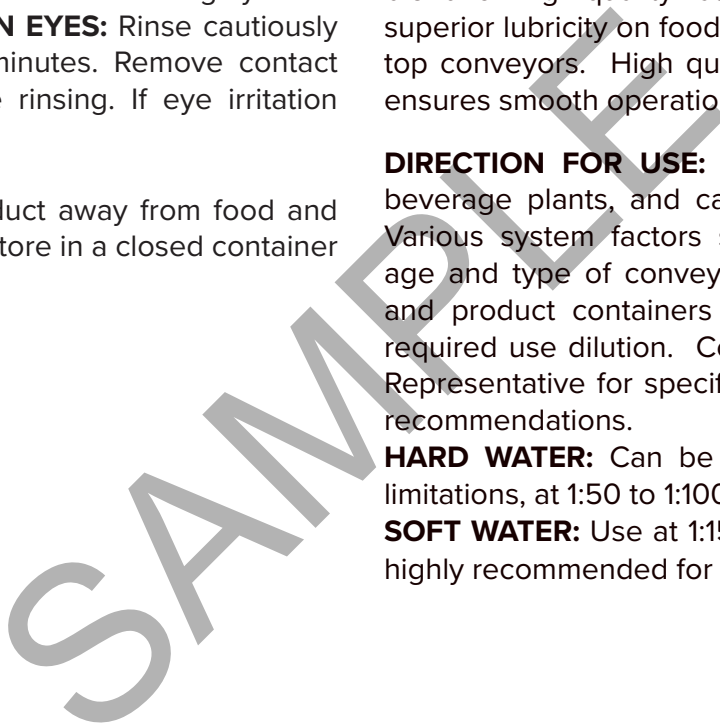 N EYES: Rinse cautiously
minutes. Remove contact
rinsing. If eye irritation
duct away from food and
tore in a closed container
superior lubricity on food
top conveyors. High qu
ensures smooth operatio
DIRECTION FOR USE:
beverage plants, and ca
Various system factors s
age and type of convey
and product containers
required use dilution. Co
Representative for specif
recommendations.
HARD WATER: Can be
limitations, at 1:50 to 1:100
SOFT WATER: Use at 1:15
highly recommended for
SAMPLE